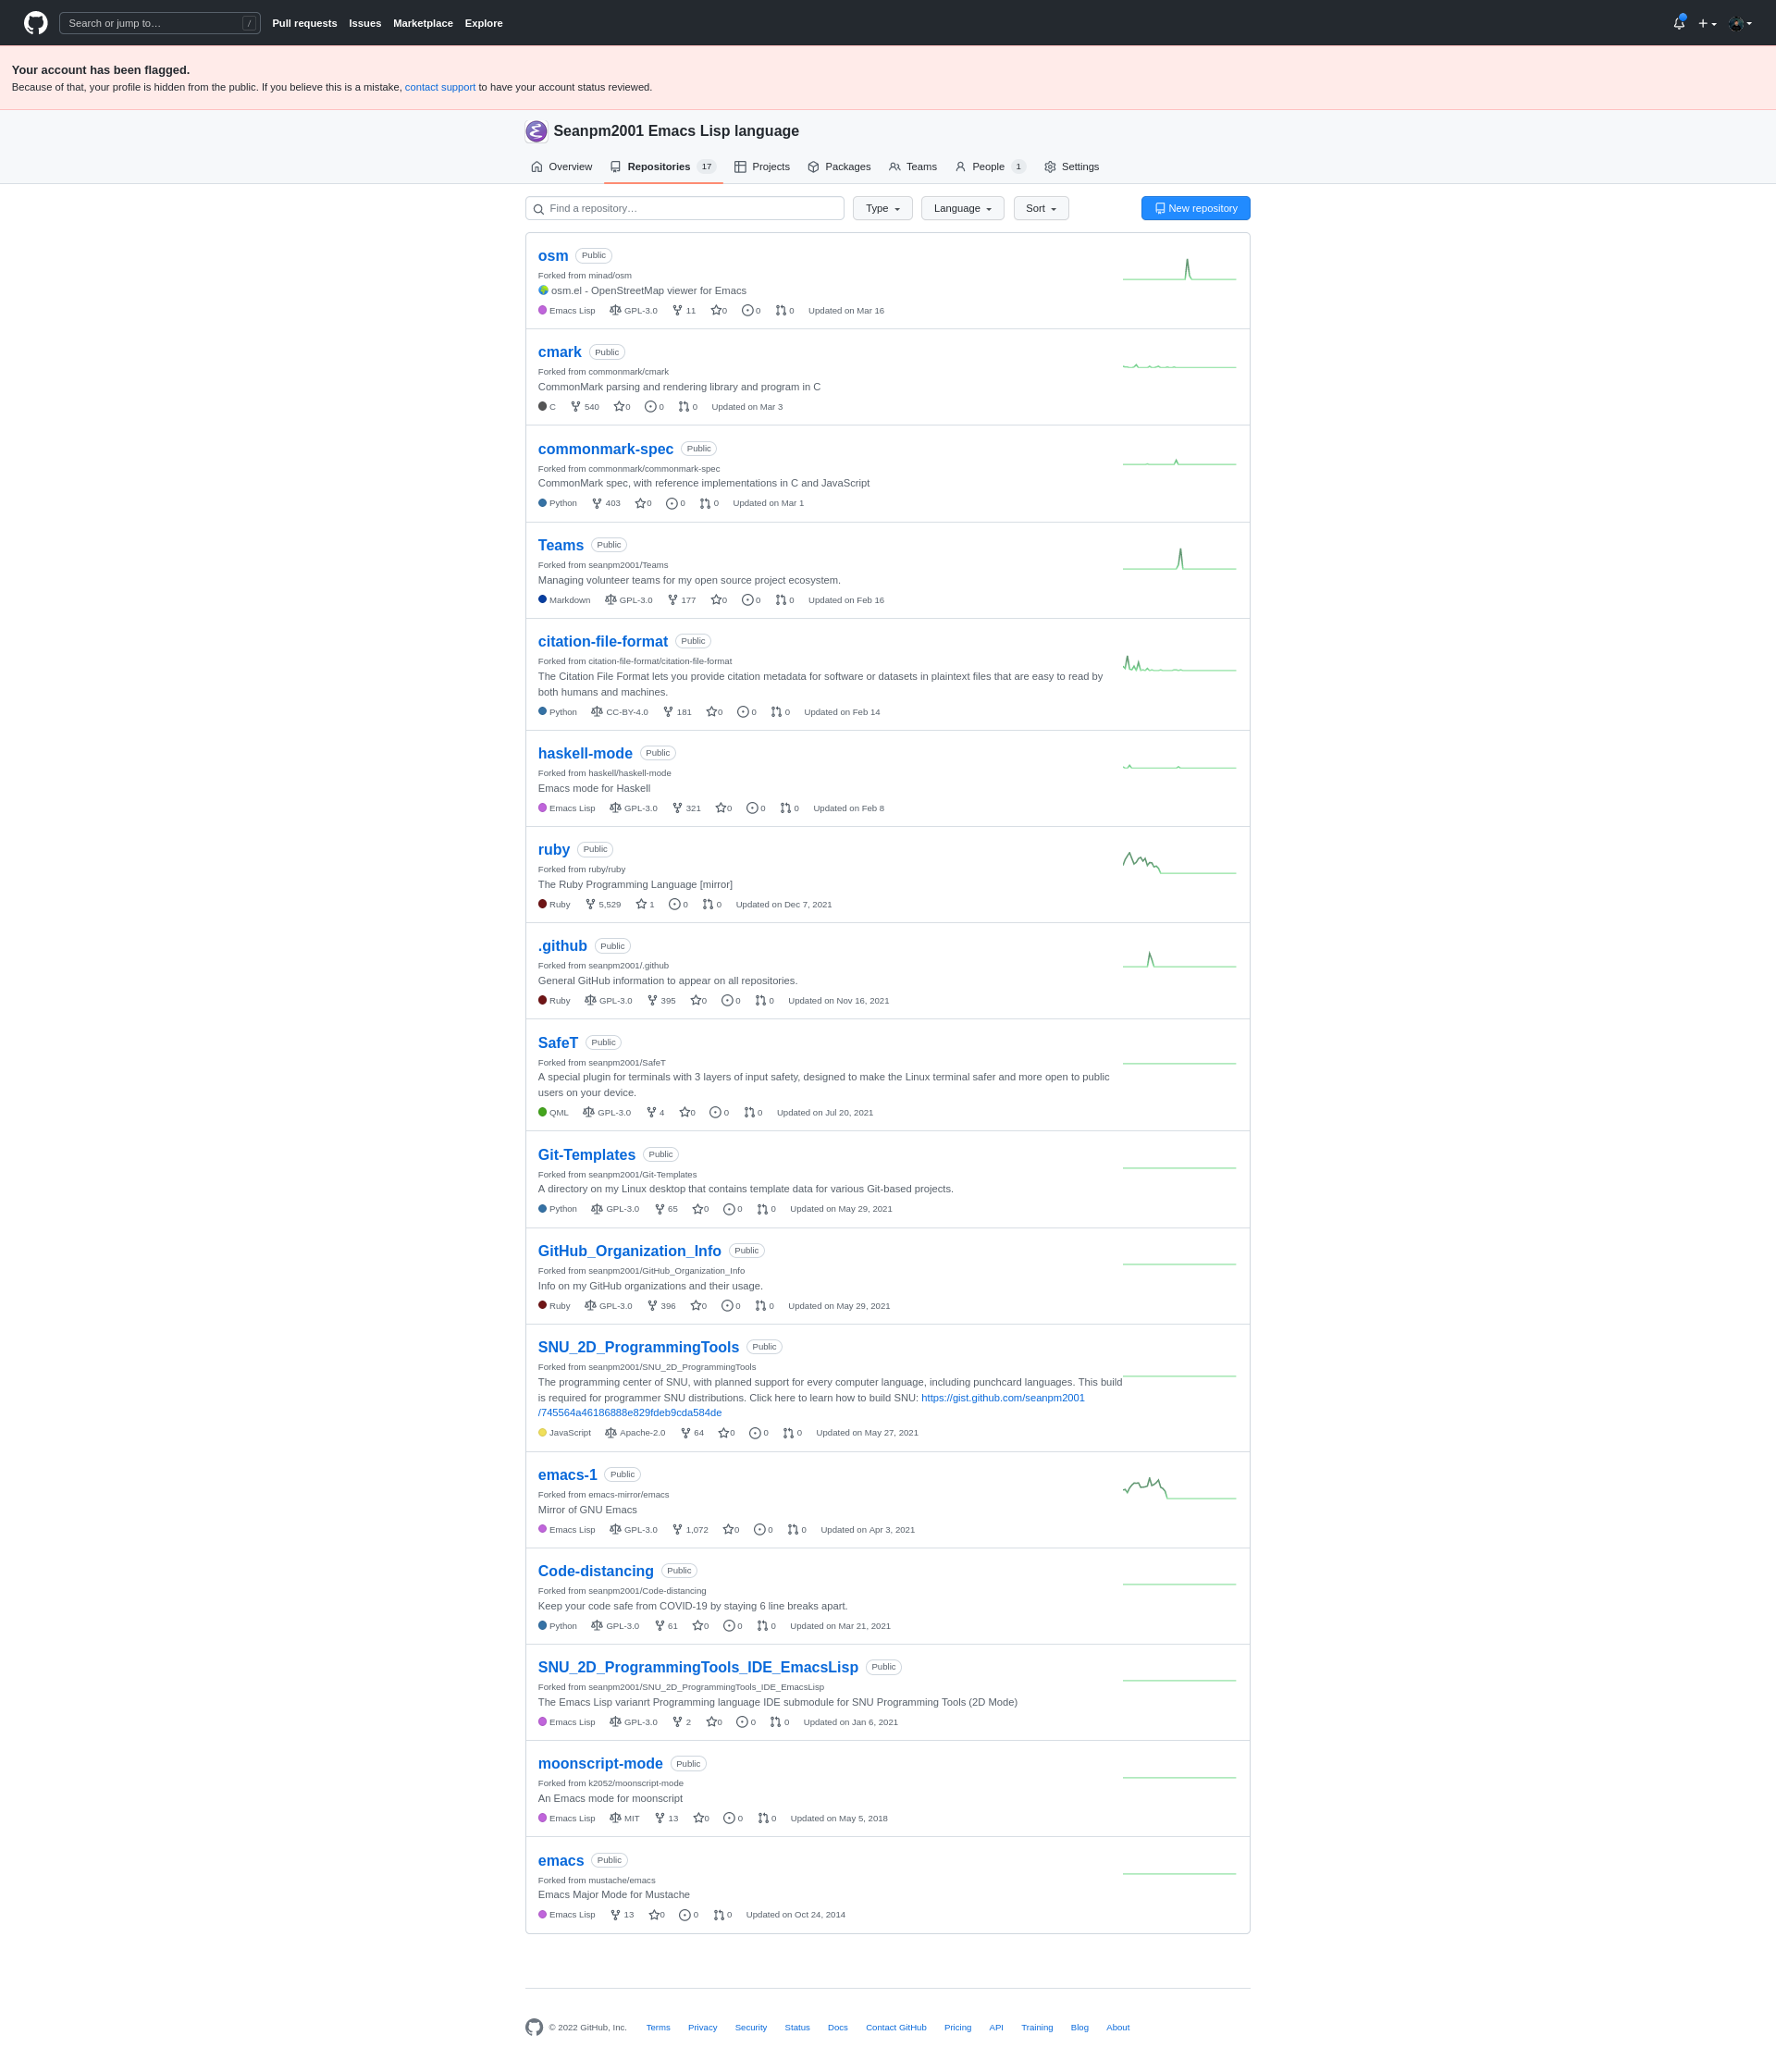 Search or jump to… /
Pull requests Issues Marketplace Explore
Your account has been flagged.
Because of that, your profile is hidden from the public. If you believe this is a mistake, contact support to have your account status reviewed.
Seanpm2001 Emacs Lisp language
Overview Repositories 17 Projects Packages Teams People 1 Settings
Find a repository… Type Language Sort New repository
osm Public
Forked from minad/osm
osm.el - OpenStreetMap viewer for Emacs
Emacs Lisp GPL-3.0 11 0 0 0 Updated on Mar 16
cmark Public
Forked from commonmark/cmark
CommonMark parsing and rendering library and program in C
C 540 0 0 0 Updated on Mar 3
commonmark-spec Public
Forked from commonmark/commonmark-spec
CommonMark spec, with reference implementations in C and JavaScript
Python 403 0 0 0 Updated on Mar 1
Teams Public
Forked from seanpm2001/Teams
Managing volunteer teams for my open source project ecosystem.
Markdown GPL-3.0 177 0 0 0 Updated on Feb 16
citation-file-format Public
Forked from citation-file-format/citation-file-format
The Citation File Format lets you provide citation metadata for software or datasets in plaintext files that are easy to read by
both humans and machines.
Python CC-BY-4.0 181 0 0 0 Updated on Feb 14
haskell-mode Public
Forked from haskell/haskell-mode
Emacs mode for Haskell
Emacs Lisp GPL-3.0 321 0 0 0 Updated on Feb 8
ruby Public
Forked from ruby/ruby
The Ruby Programming Language [mirror]
Ruby 5,529 1 0 0 Updated on Dec 7, 2021
.github Public
Forked from seanpm2001/.github
General GitHub information to appear on all repositories.
Ruby GPL-3.0 395 0 0 0 Updated on Nov 16, 2021
SafeT Public
Forked from seanpm2001/SafeT
A special plugin for terminals with 3 layers of input safety, designed to make the Linux terminal safer and more open to public
users on your device.
QML GPL-3.0 4 0 0 0 Updated on Jul 20, 2021
Git-Templates Public
Forked from seanpm2001/Git-Templates
A directory on my Linux desktop that contains template data for various Git-based projects.
Python GPL-3.0 65 0 0 0 Updated on May 29, 2021
GitHub_Organization_Info Public
Forked from seanpm2001/GitHub_Organization_Info
Info on my GitHub organizations and their usage.
Ruby GPL-3.0 396 0 0 0 Updated on May 29, 2021
SNU_2D_ProgrammingTools Public
Forked from seanpm2001/SNU_2D_ProgrammingTools
The programming center of SNU, with planned support for every computer language, including punchcard languages. This build
is required for programmer SNU distributions. Click here to learn how to build SNU: https://gist.github.com/seanpm2001
/745564a46186888e829fdeb9cda584de
JavaScript Apache-2.0 64 0 0 0 Updated on May 27, 2021
emacs-1 Public
Forked from emacs-mirror/emacs
Mirror of GNU Emacs
Emacs Lisp GPL-3.0 1,072 0 0 0 Updated on Apr 3, 2021
Code-distancing Public
Forked from seanpm2001/Code-distancing
Keep your code safe from COVID-19 by staying 6 line breaks apart.
Python GPL-3.0 61 0 0 0 Updated on Mar 21, 2021
SNU_2D_ProgrammingTools_IDE_EmacsLisp Public
Forked from seanpm2001/SNU_2D_ProgrammingTools_IDE_EmacsLisp
The Emacs Lisp varianrt Programming language IDE submodule for SNU Programming Tools (2D Mode)
Emacs Lisp GPL-3.0 2 0 0 0 Updated on Jan 6, 2021
moonscript-mode Public
Forked from k2052/moonscript-mode
An Emacs mode for moonscript
Emacs Lisp MIT 13 0 0 0 Updated on May 5, 2018
emacs Public
Forked from mustache/emacs
Emacs Major Mode for Mustache
Emacs Lisp 13 0 0 0 Updated on Oct 24, 2014
© 2022 GitHub, Inc. Terms Privacy Security Status Docs Contact GitHub Pricing API Training Blog About